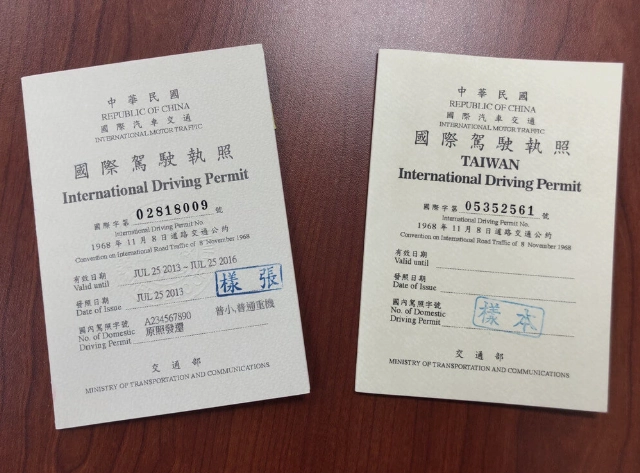 中華民國
REPUBLIC OF CHINA
國際汽車交通
INTERNATIONAL MOTOR TRAFFIC
國際駕駛執照
International Driving Permit
國際字第 02818009 號
International Driving Permit No.
1968 年 11 月 8 日道路交通公約
Convention on International Road Traffic of 8 November 1968
有效日期
Valid until
JUL 25 2013 ~ JUL 25 2016
發照日期
Date of Issue
JUL 25 2013
樣張
國內駕照字號
No. of Domestic
Driving Permit
A234567890
原照發還
普小,普通重機
交通部
MINISTRY OF TRANSPORTATION AND COMMUNICATIONS
中華民國
REPUBLIC OF CHINA
國際汽車交通
INTERNATIONAL MOTOR TRAFFIC
國際駕駛執照
TAIWAN
International Driving Permit
國際字第 05352561 號
International Driving Permit No.
1968 年 11 月 8 日道路交通公約
Convention on International Road Traffic of 8 November 1968
有效日期
Valid until
發照日期
Date of Issue
國內駕照字號
No. of Domestic
Driving Permit
樣本
交通部
MINISTRY OF TRANSPORTATION AND COMMUNICATIONS